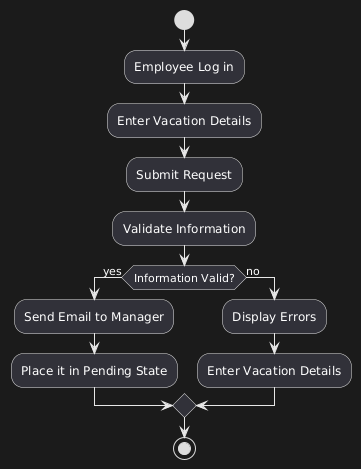 Employee Log in
Enter Vacation Details
Submit Request
Validate Information
yes
Information Valid?
no
Send Email to Manager
Display Errors
Place it in Pending State
Enter Vacation Details